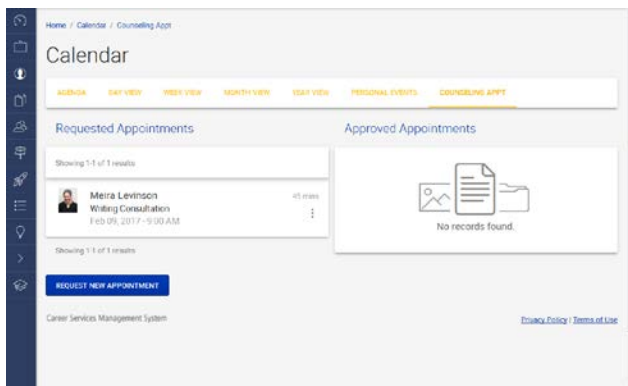 Home / Calendar / Counseling Appt
Calendar
AGENDA DAY VIEW WEEK VIEW MONTH VIEW YEAR VIEW PERSONAL EVENTS COUNSELING APPT
Requested Appointments
Showing 1-1 of 1 results
Meira Levinson 45 mins
Writing Consultation
Feb 09, 2017 - 9:00 AM
Showing 1-1 of 1 results
REQUEST NEW APPOINTMENT
Approved Appointments
No records found.
Career Services Management System
Privacy Policy | Terms of Use